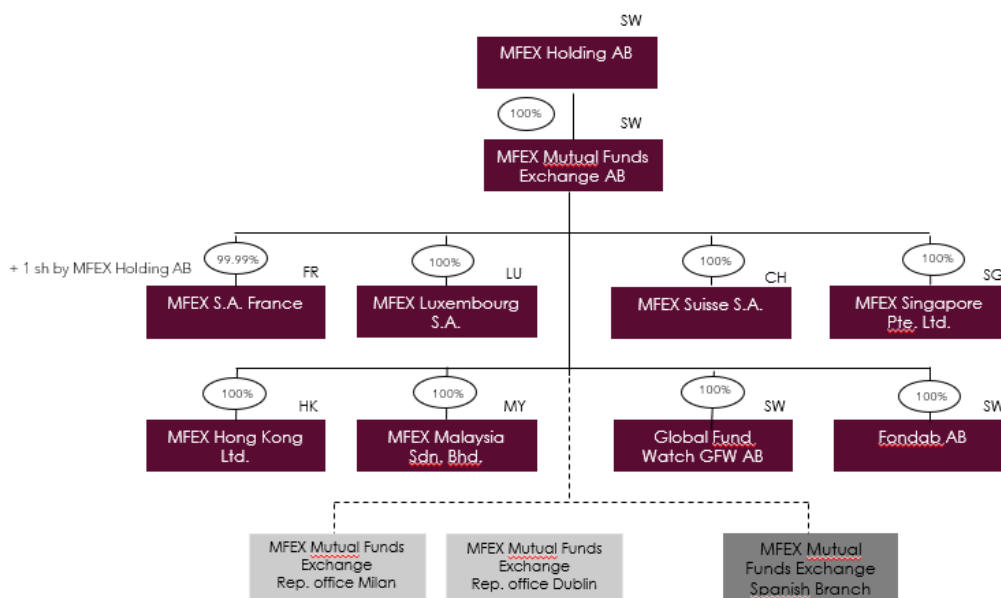 SW
MFEX Holding AB
100%
SW
MFEX Mutual Funds
Exchange AB
+ 1 sh by MFEX Holding AB
99.99%
FR
MFEX S.A. France
100%
LU
MFEX Luxembourg
S.A.
100%
CH
MFEX Suisse S.A.
100%
SG
MFEX Singapore
Pte. Ltd.
100%
HK
MFEX Hong Kong
Ltd.
100%
MY
MFEX Malaysia
Sdn. Bhd.
100%
SW
Global Fund
Watch GFW AB
100%
SW
Fondab AB
MFEX Mutual Funds
Exchange
Rep. office Milan
MFEX Mutual Funds
Exchange
Rep. office Dublin
MFEX Mutual
Funds Exchange
Spanish Branch